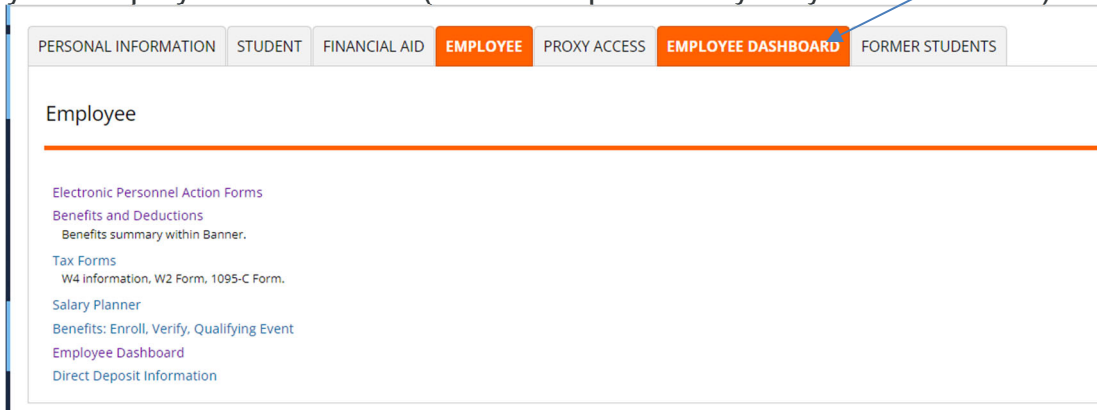 PERSONAL INFORMATION STUDENT FINANCIAL AID EMPLOYEE PROXY ACCESS EMPLOYEE DASHBOARD FORMER STUDENTS
Employee
Electronic Personnel Action Forms
Benefits and Deductions
Benefits summary within Banner.
Tax Forms
W4 information, W2 Form, 1095-C Form.
Salary Planner
Benefits: Enroll, Verify, Qualifying Event
Employee Dashboard
Direct Deposit Information